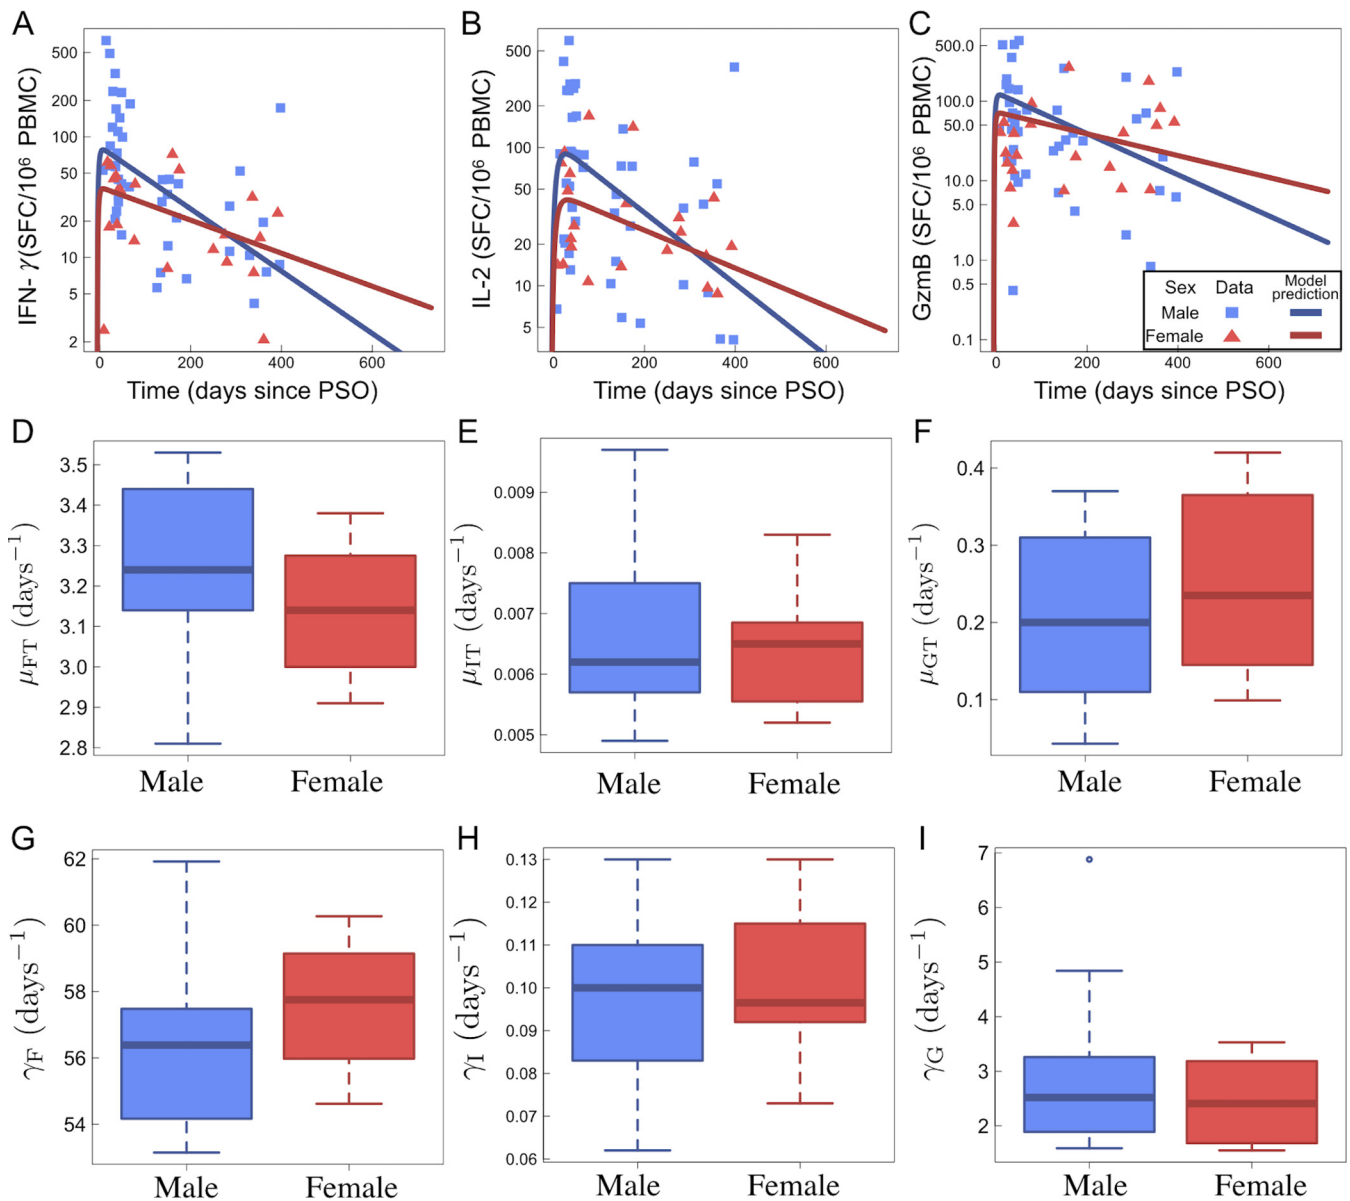 A
IFN- γ(SFC/10⁶ PBMC)
500
200
100
50
20
10
5
2
0 200 400 600
Time (days since PSO)
B
IL-2 (SFC/10⁶ PBMC)
500
200
100
50
20
10
5
0 200 400 600
Time (days since PSO)
C
GzmB (SFC/10⁶ PBMC)
500.0
100.0
50.0
10.0
5.0
1.0
0.5
0.1
0 200 400 600
Time (days since PSO)
Sex Data Model
prediction
Male
Female
D
μFT (days−1)
3.5
3.4
3.3
3.2
3.1
3.0
2.9
2.8
Male Female
E
μIT (days−1)
0.009
0.008
0.007
0.006
0.005
Male Female
F
μGT (days−1)
0.4
0.3
0.2
0.1
Male Female
G
γF (days−1)
62
60
58
56
54
Male Female
H
γI (days−1)
0.13
0.12
0.11
0.10
0.09
0.08
0.07
0.06
Male Female
I
γG (days−1)
7
6
5
4
3
2
Male Female